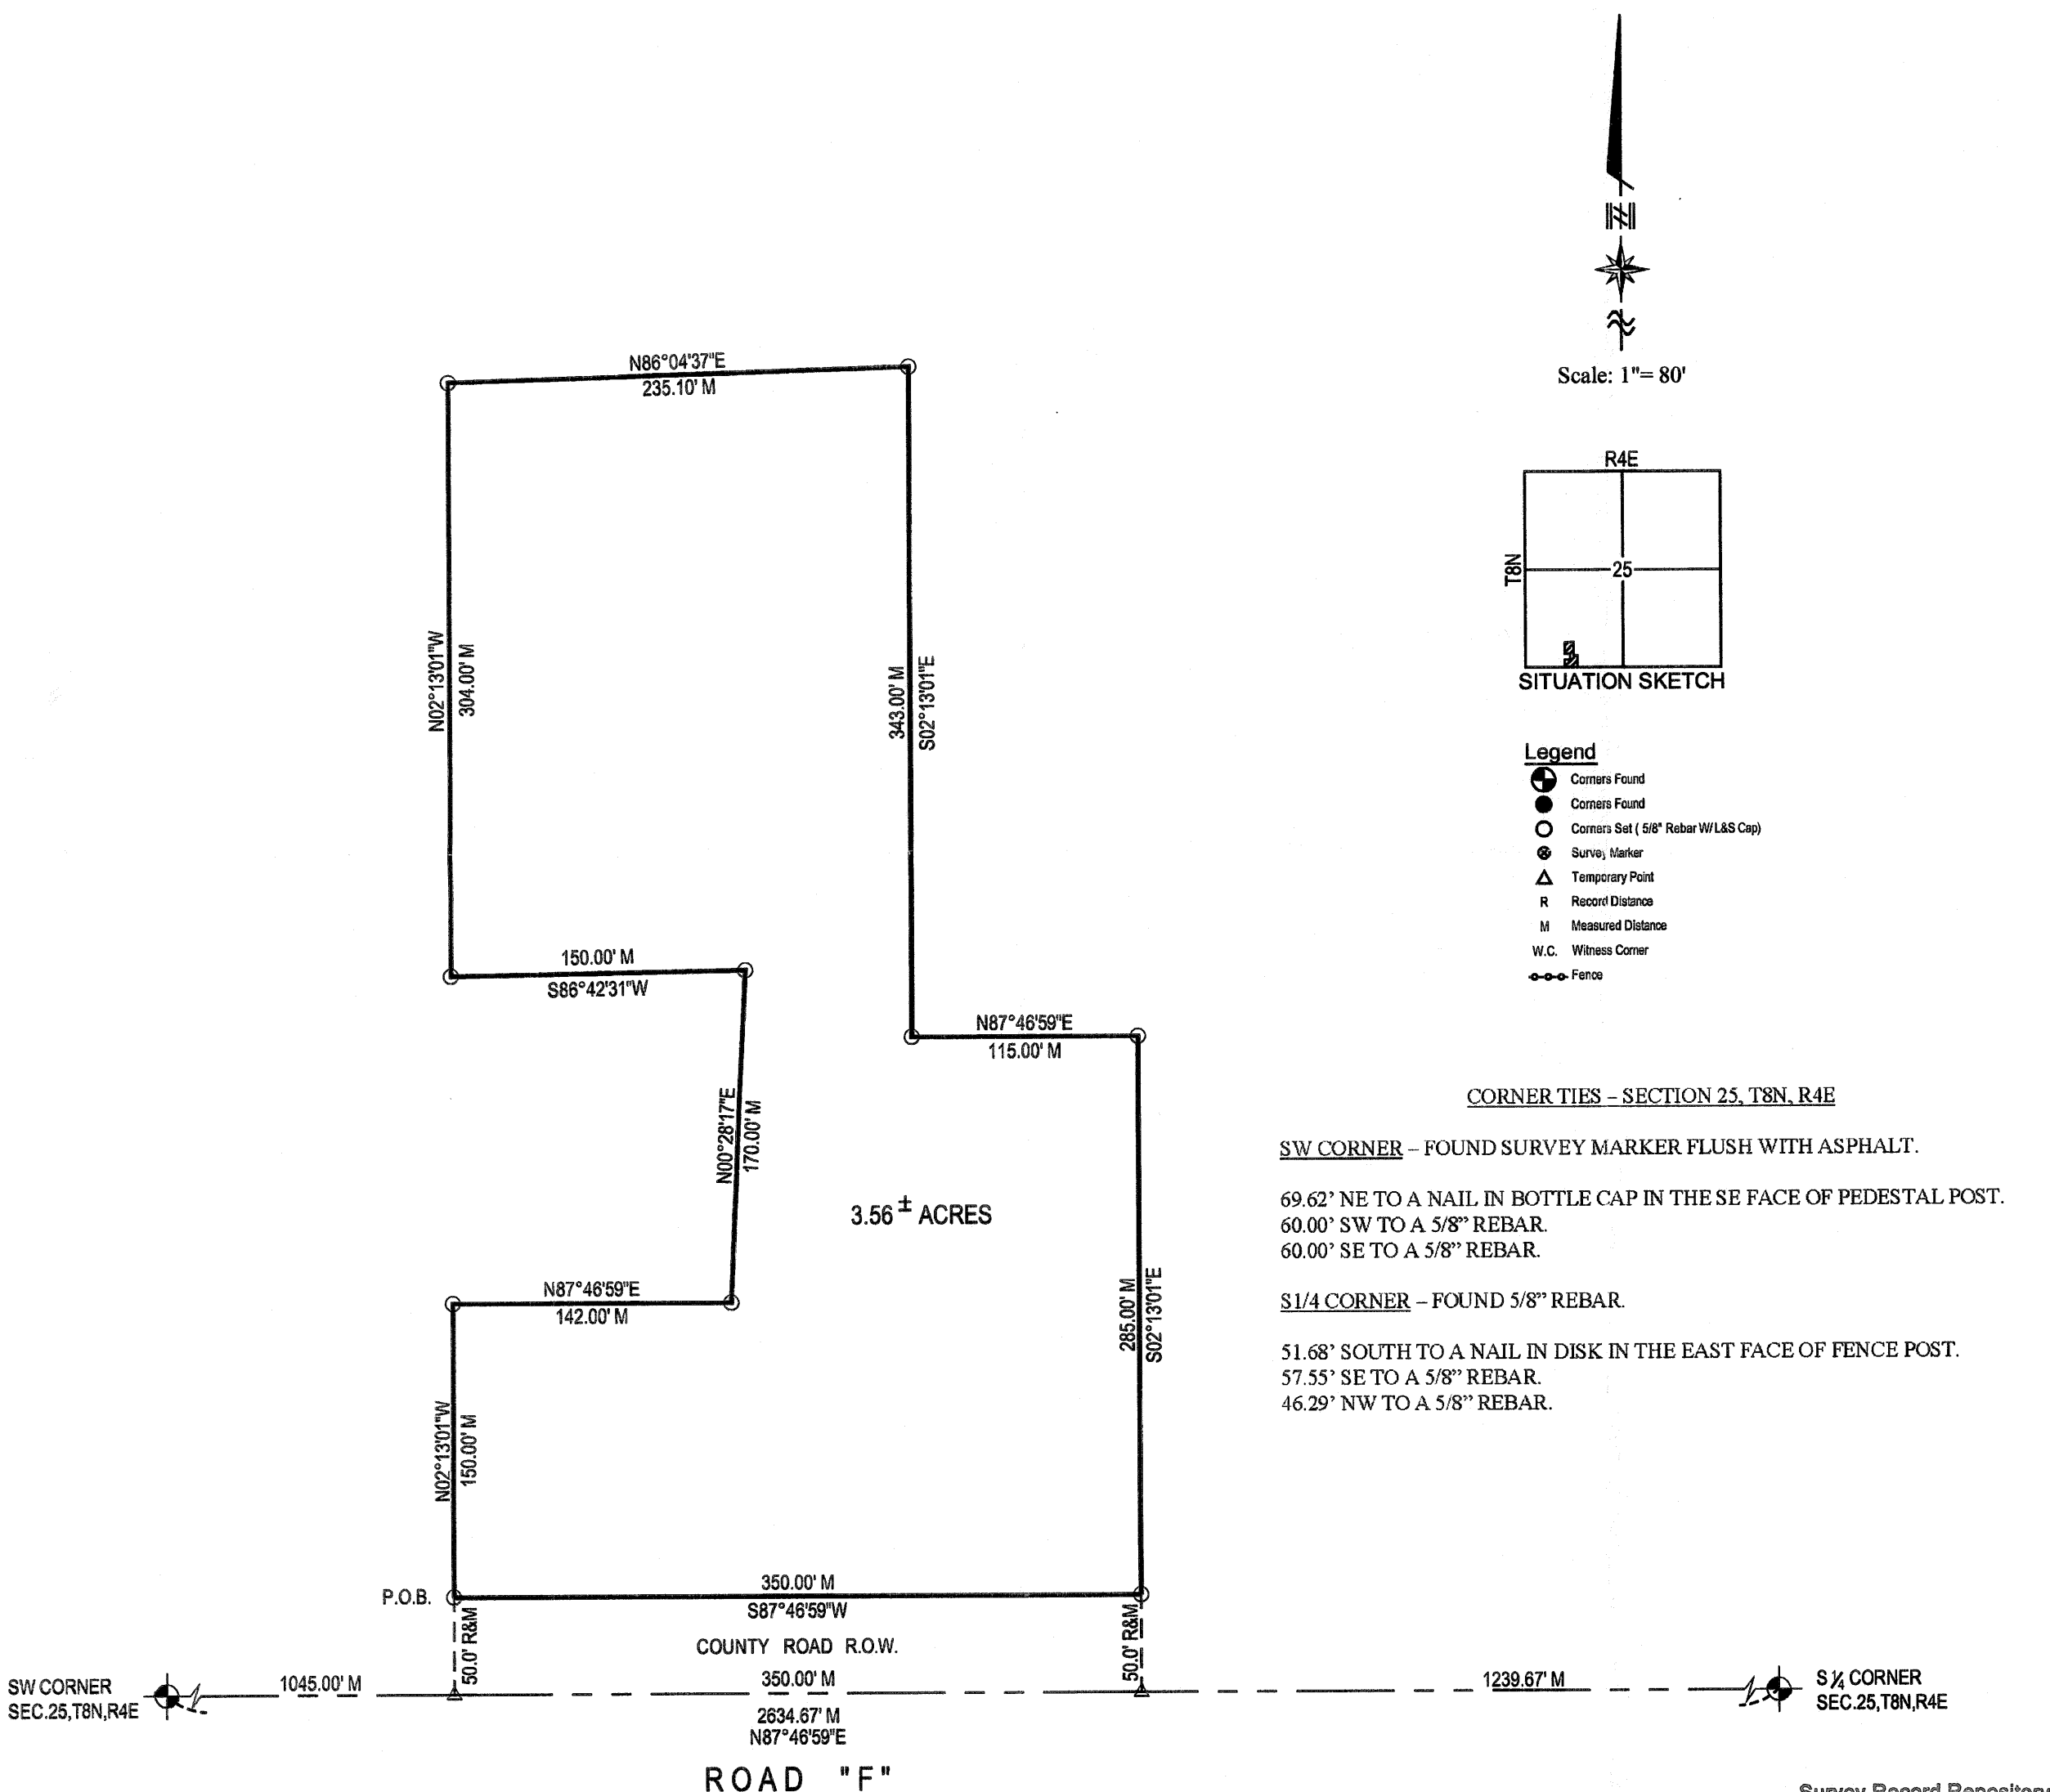 Scale: 1"= 80'
R4E
T8N
25
SITUATION SKETCH
Legend
Corners Found
Corners Found
Corners Set ( 5/8" Rebar W/ L&S Cap)
Survey Marker
Temporary Point
R Record Distance
M Measured Distance
W.C. Witness Corner
Fence
N86°04'37"E
235.10' M
N02°13'01"W
304.00' M
343.00' M
S02°13'01"E
150.00' M
S86°42'31"W
N87°46'59"E
115.00' M
N00°28'17"E
170.00' M
3.56 ± ACRES
N87°46'59"E
142.00' M
285.00' M
S02°13'01"E
N02°13'01"W
150.00' M
P.O.B.
350.00' M
S87°46'59"W
50.0' R&M
COUNTY ROAD R.O.W.
50.0' R&M
SW CORNER
SEC.25,T8N,R4E
1045.00' M
350.00' M
1239.67' M
S 1/4 CORNER
SEC.25,T8N,R4E
2634.67' M
N87°46'59"E
ROAD "F"
CORNER TIES – SECTION 25, T8N, R4E
SW CORNER – FOUND SURVEY MARKER FLUSH WITH ASPHALT.
69.62’ NE TO A NAIL IN BOTTLE CAP IN THE SE FACE OF PEDESTAL POST.
60.00’ SW TO A 5/8” REBAR.
60.00’ SE TO A 5/8” REBAR.
S1/4 CORNER – FOUND 5/8” REBAR.
51.68’ SOUTH TO A NAIL IN DISK IN THE EAST FACE OF FENCE POST.
57.55’ SE TO A 5/8” REBAR.
46.29’ NW TO A 5/8” REBAR.
Survey Record Repository